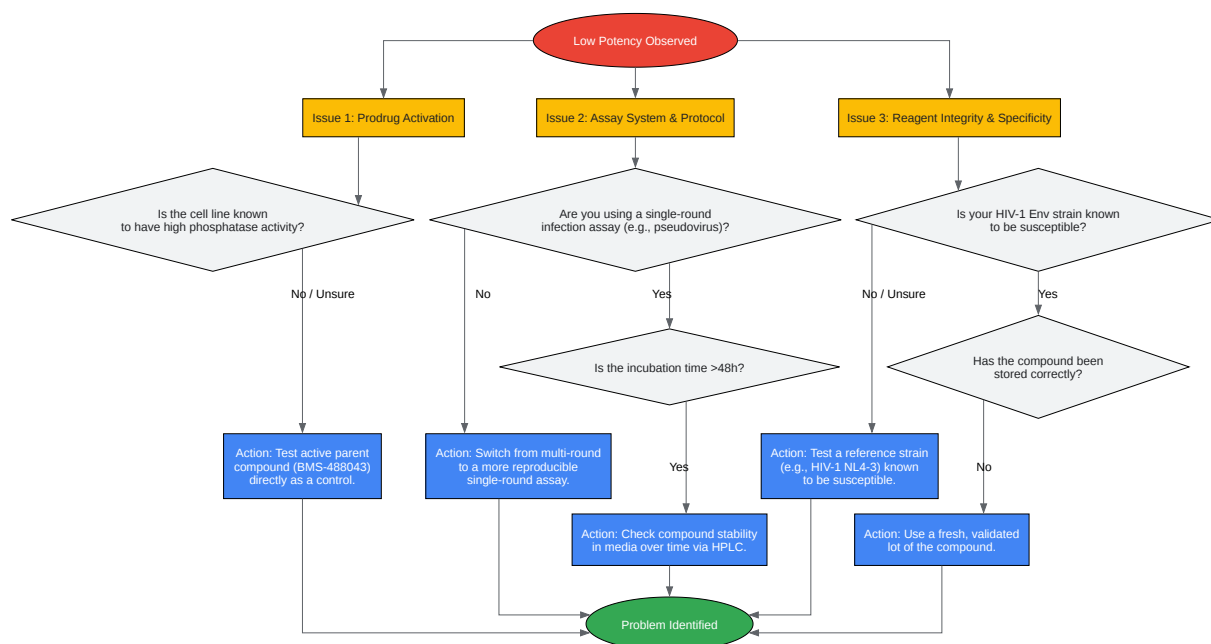 Low Potency Observed
Issue 1: Prodrug Activation
Issue 2: Assay System & Protocol
Issue 3: Reagent Integrity & Specificity
Is the cell line known
to have high phosphatase activity?
Are you using a single-round
infection assay (e.g., pseudovirus)?
Is your HIV-1 Env strain known
to be susceptible?
No / Unsure
No
Yes
No / Unsure
Yes
Is the incubation time >48h?
Has the compound been
stored correctly?
Action: Test active parent
compound (BMS-488043)
directly as a control.
Action: Switch from multi-round
to a more reproducible
single-round assay.
Yes
Action: Test a reference strain
(e.g., HIV-1 NL4-3) known
to be susceptible.
No
Action: Check compound stability
in media over time via HPLC.
Action: Use a fresh, validated
lot of the compound.
Problem Identified